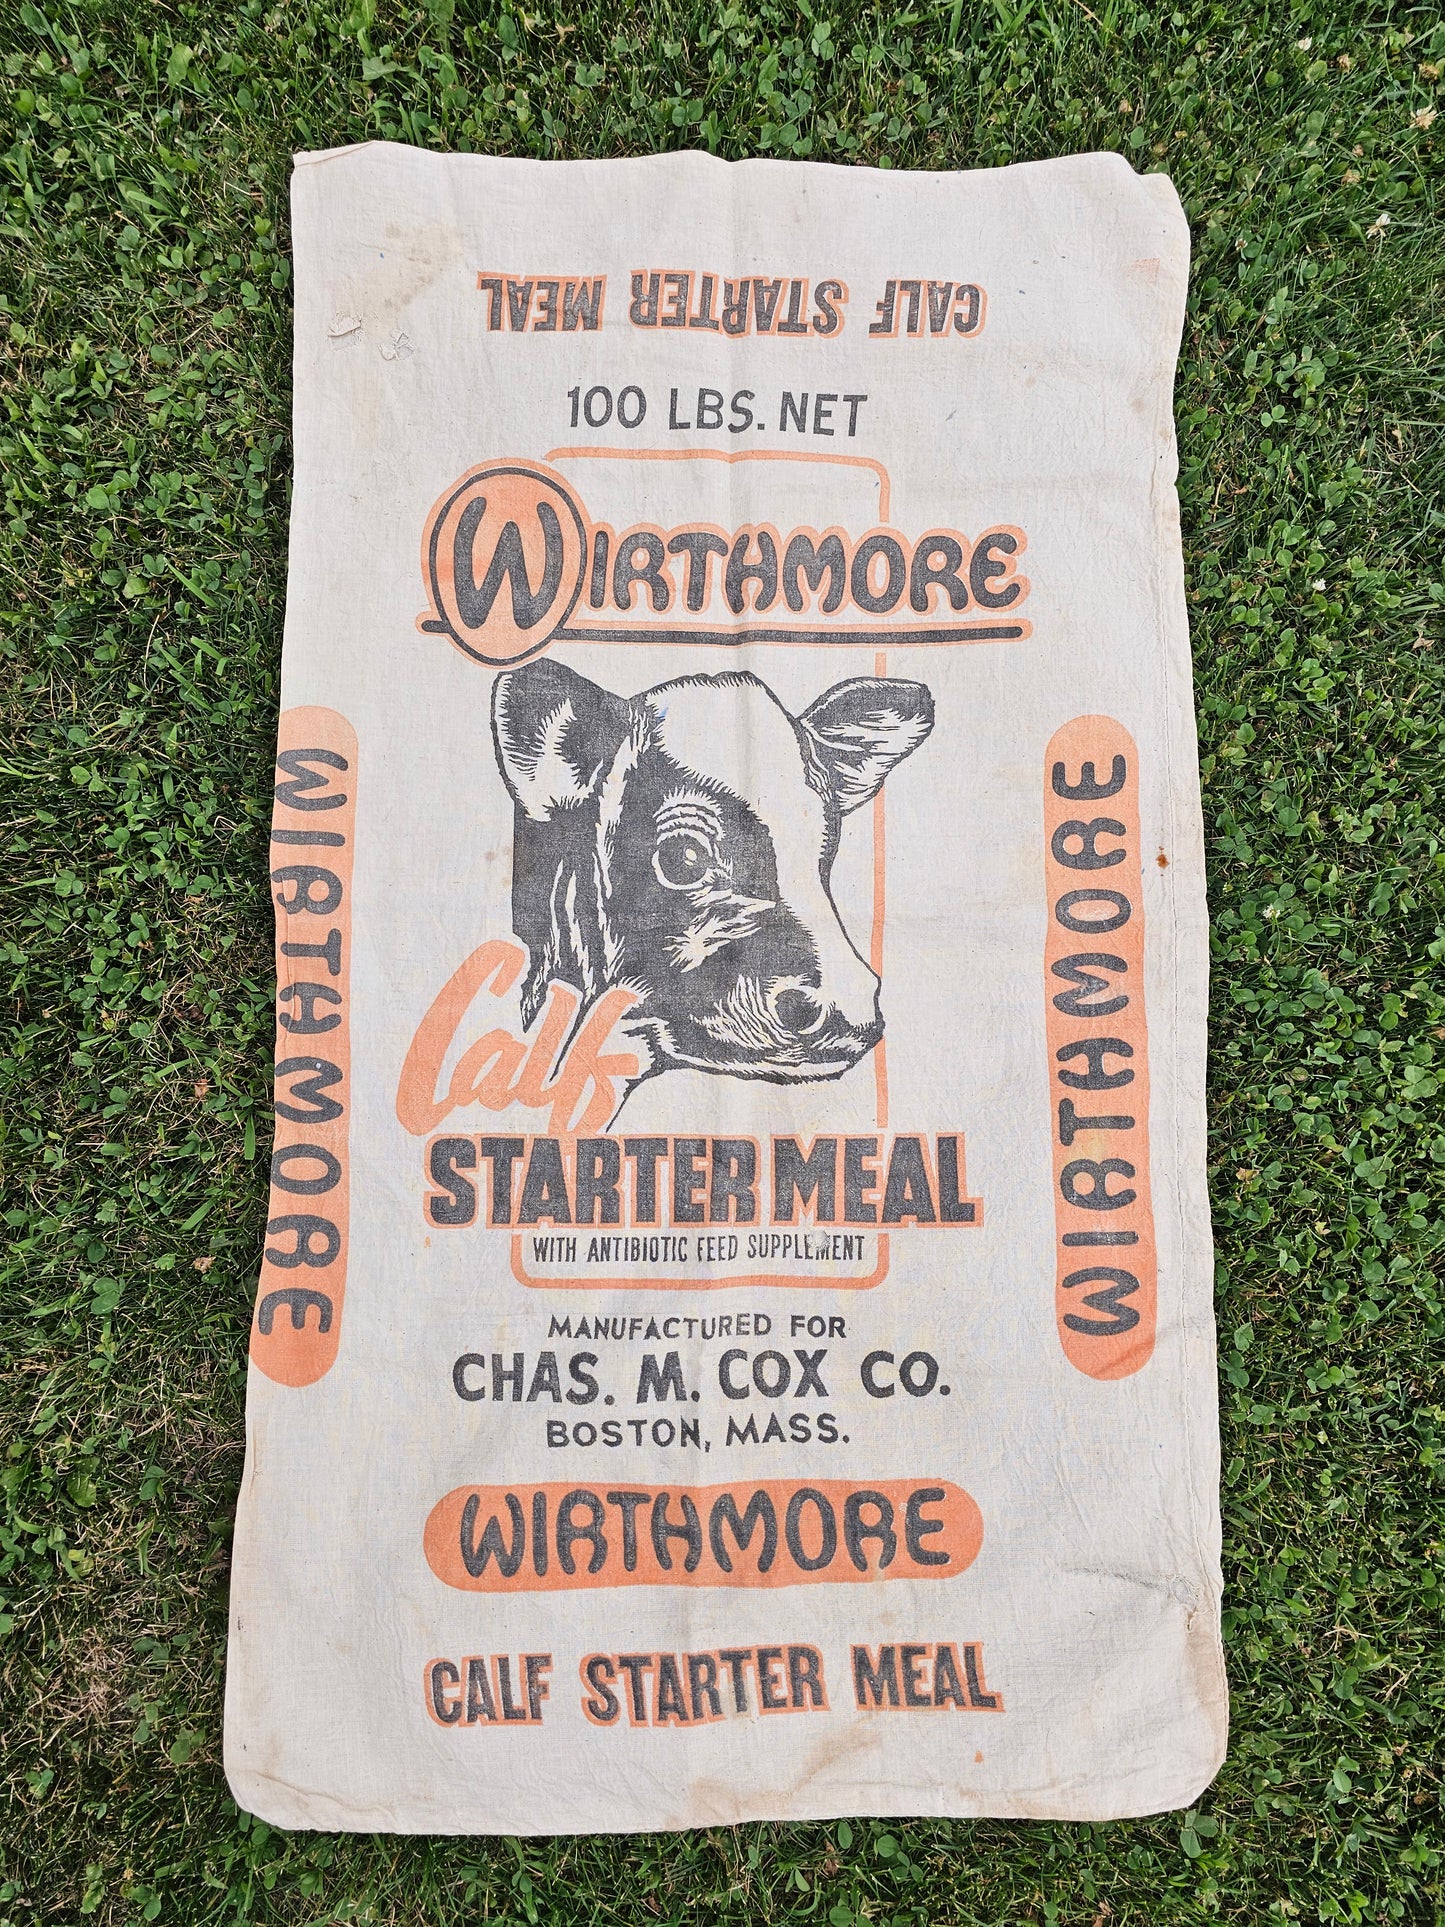 CALF STARTER MEAL
100 LBS. NET
WIRTHMORE
WIRTHMORE
WIRTHMORE
Calf
STARTER MEAL
WITH ANTIBIOTIC FEED SUPPLEMENT
MANUFACTURED FOR
CHAS. M. COX CO.
BOSTON, MASS.
WIRTHMORE
CALF STARTER MEAL